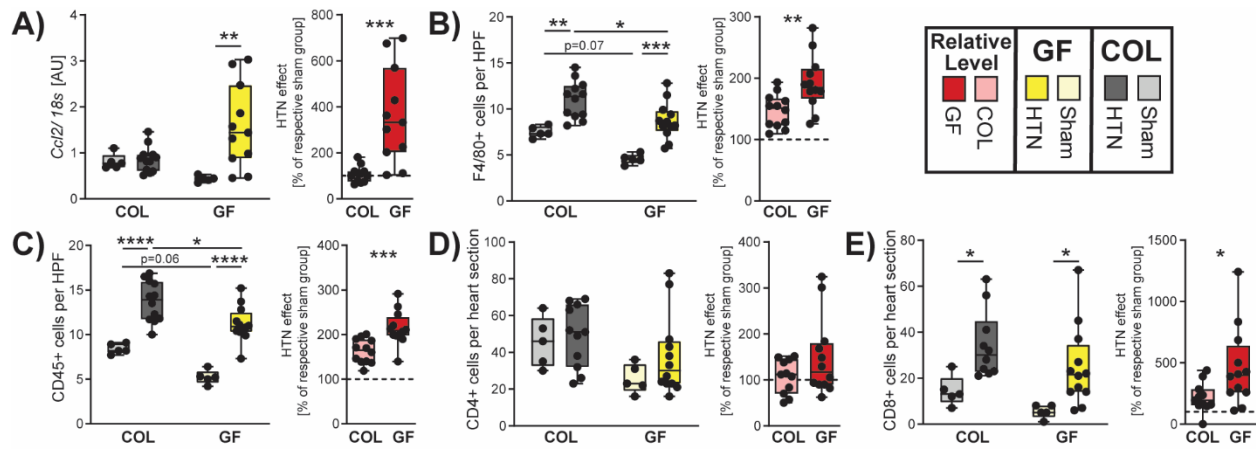 A)
Ccl2/ 18s [AU]
4
3
2
1
0
**
COL
GF
HTN effect
[% of respective sham group]
1000
800
600
400
200
100
0
***
COL GF
B)
F4/80+ cells per HPF
20
15
10
5
0
**
*
p=0.07
***
COL
GF
HTN effect
[% of respective sham group]
300
200
100
0
**
COL GF
Relative
Level
GF
COL
GF
HTN
Sham
COL
HTN
Sham
C)
CD45+ cells per HPF
20
15
10
5
0
****
*
p=0.06
****
COL
GF
HTN effect
[% of respective sham group]
400
300
200
100
0
***
COL GF
D)
CD4+ cells per heart section
100
80
60
40
20
0
COL
GF
HTN effect
[% of respective sham group]
400
300
200
100
0
COL GF
E)
CD8+ cells per heart section
80
60
40
20
0
*
*
COL
GF
HTN effect
[% of respective sham group]
1500
1000
500
100
0
*
COL GF